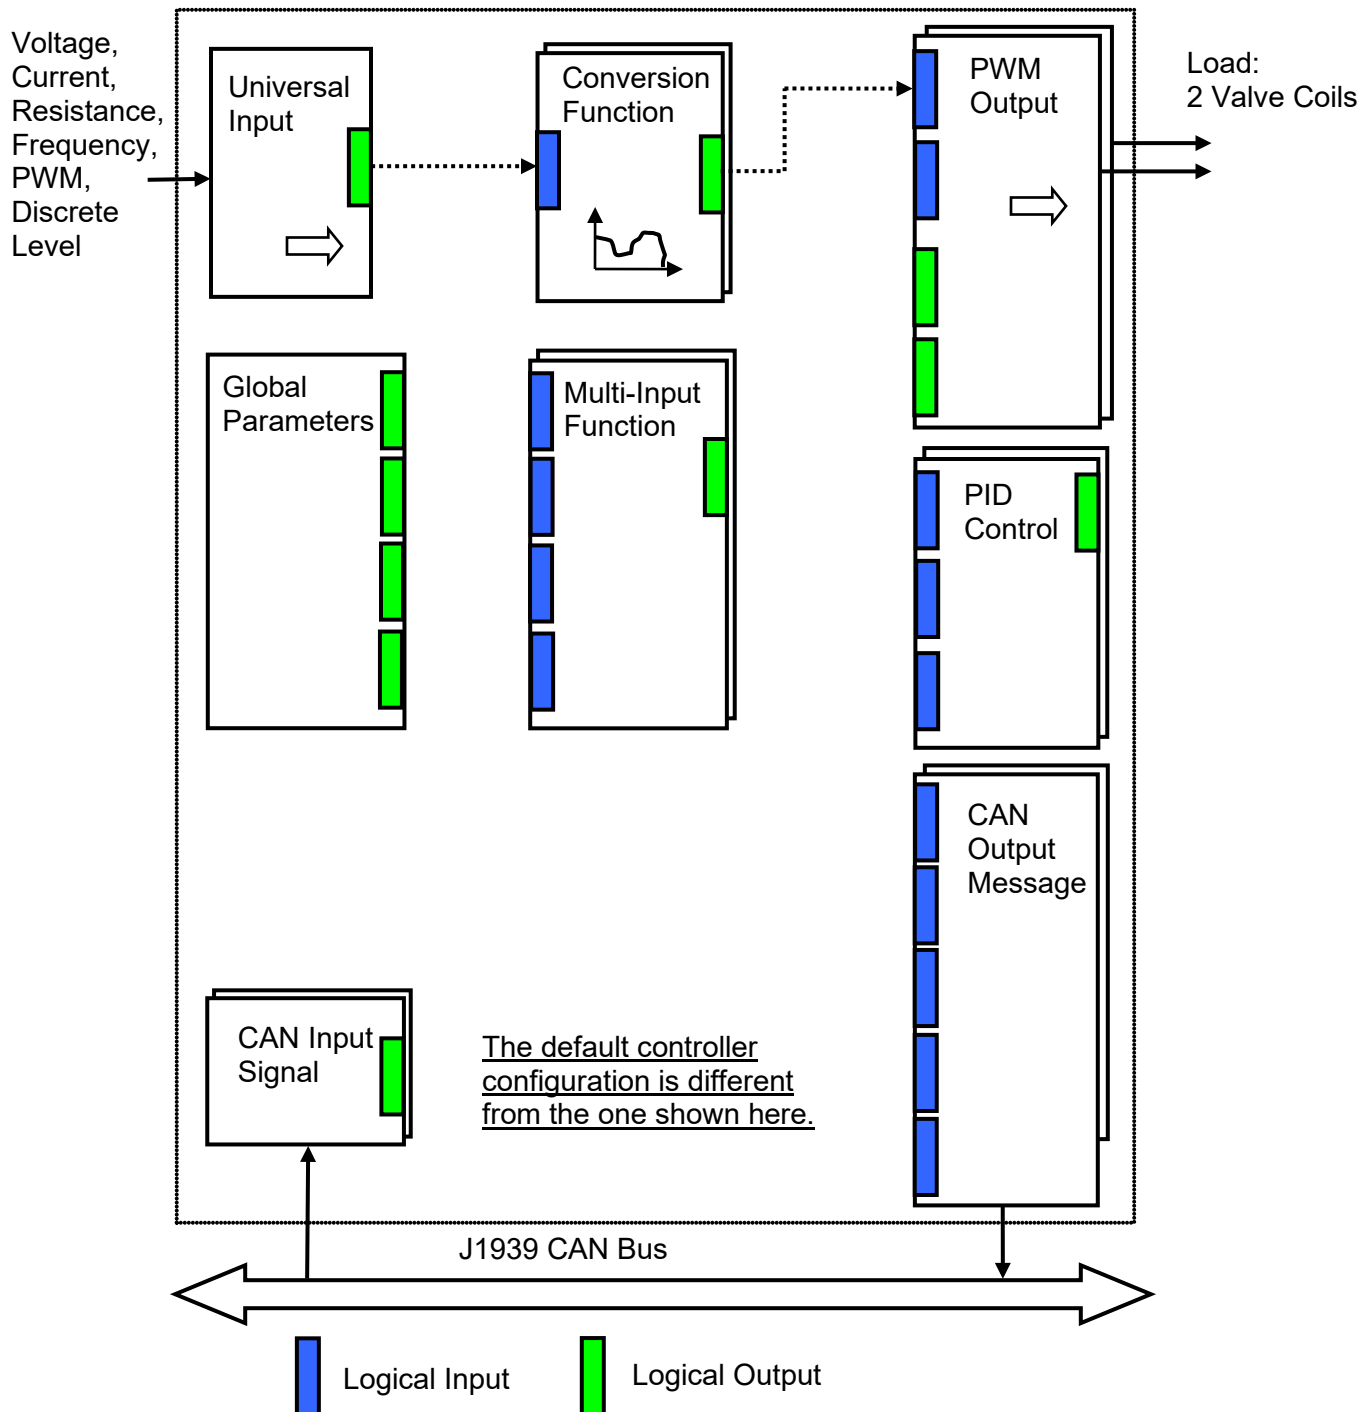 Voltage,
Current,
Resistance,
Frequency,
PWM,
Discrete
Level
Universal
Input
Conversion
Function
PWM
Output
Load:
2 Valve Coils
Global
Parameters
Multi-Input
Function
PID
Control
CAN
Output
Message
CAN Input
Signal
The default controller
configuration is different
from the one shown here.
J1939 CAN Bus
Logical Input
Logical Output